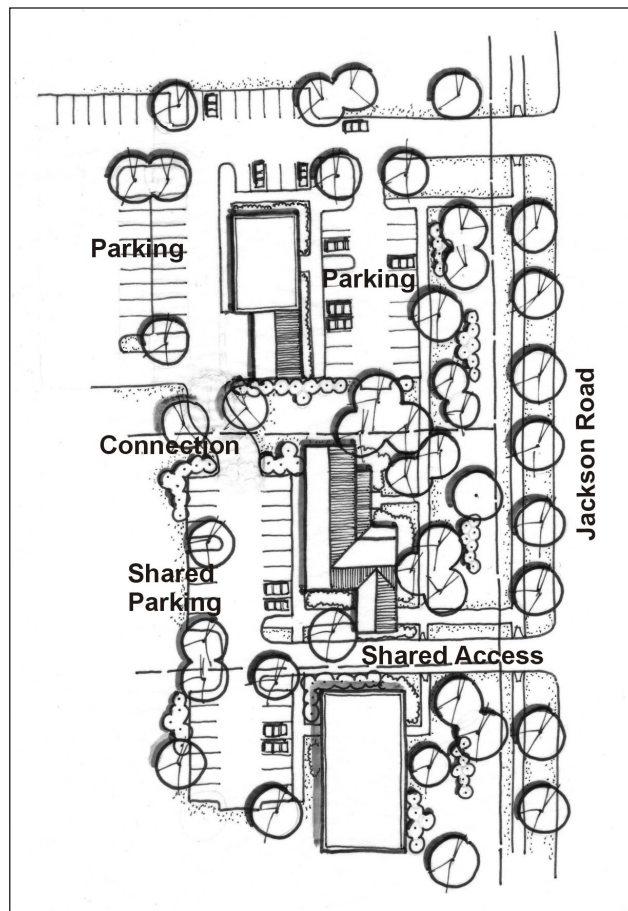 Parking
Parking
Connection
Jackson Road
Shared
Parking
Shared Access